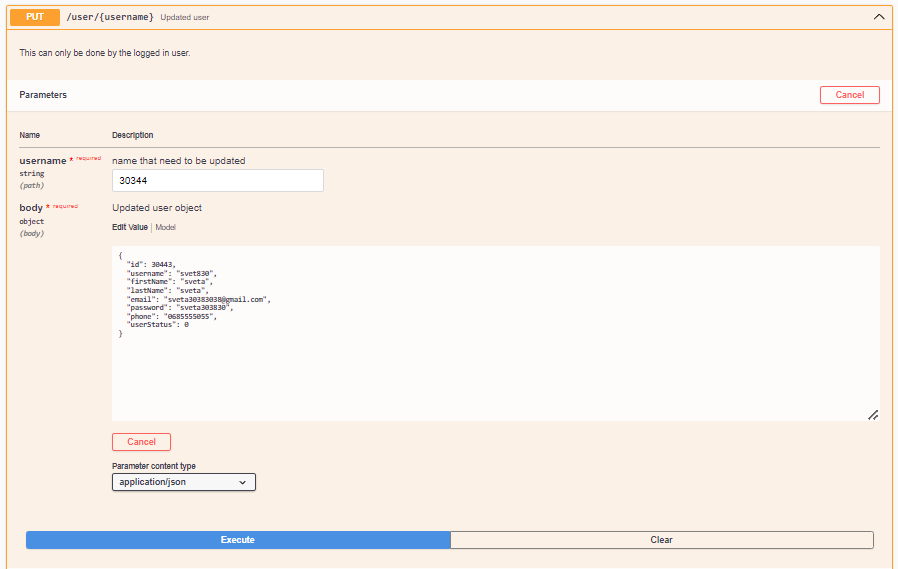 PUT /user/{username} Updated user
This can only be done by the logged in user.
Parameters Cancel
Name Description
username * required name that need to be updated
string
(path)
30344
body * required Updated user object
object
(body)
Edit Value | Model
{
"id": 30443,
"username": "svet830",
"firstName": "sveta",
"lastName": "sveta",
"email": "sveta30383038@gmail.com",
"password": "sveta303830",
"phone": "0685555055",
"userStatus": 0
}
Cancel
Parameter content type
application/json
Execute Clear